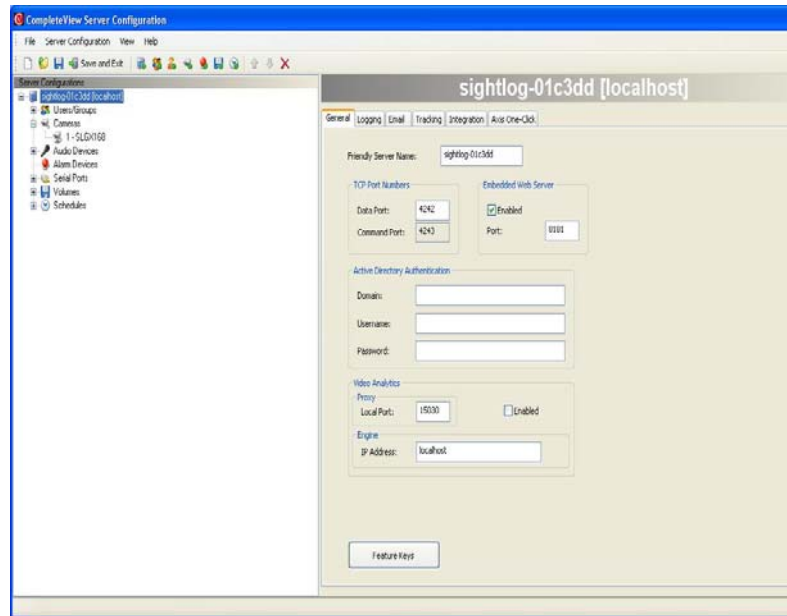 CompleteView Server Configuration
File Server Configuration View Help
Save and Exit
Server Configurations
sightlog-01c3dd [localhost]
Users/Groups
Cameras
1 - SLGX168
Audio Devices
Alarm Devices
Serial Ports
Volumes
Schedules
sightlog-01c3dd [localhost]
General Logging Email Tracking Integration Axis One-Click
Friendly Server Name: sightlog-01c3dd
TCP Port Numbers
Data Port: 4242
Command Port: 4243
Embedded Web Server
Enabled
Port: 8181
Active Directory Authentication
Domain:
Username:
Password:
Video Analytics
Proxy
Local Port: 15030
Enabled
Engine
IP Address: localhost
Feature Keys